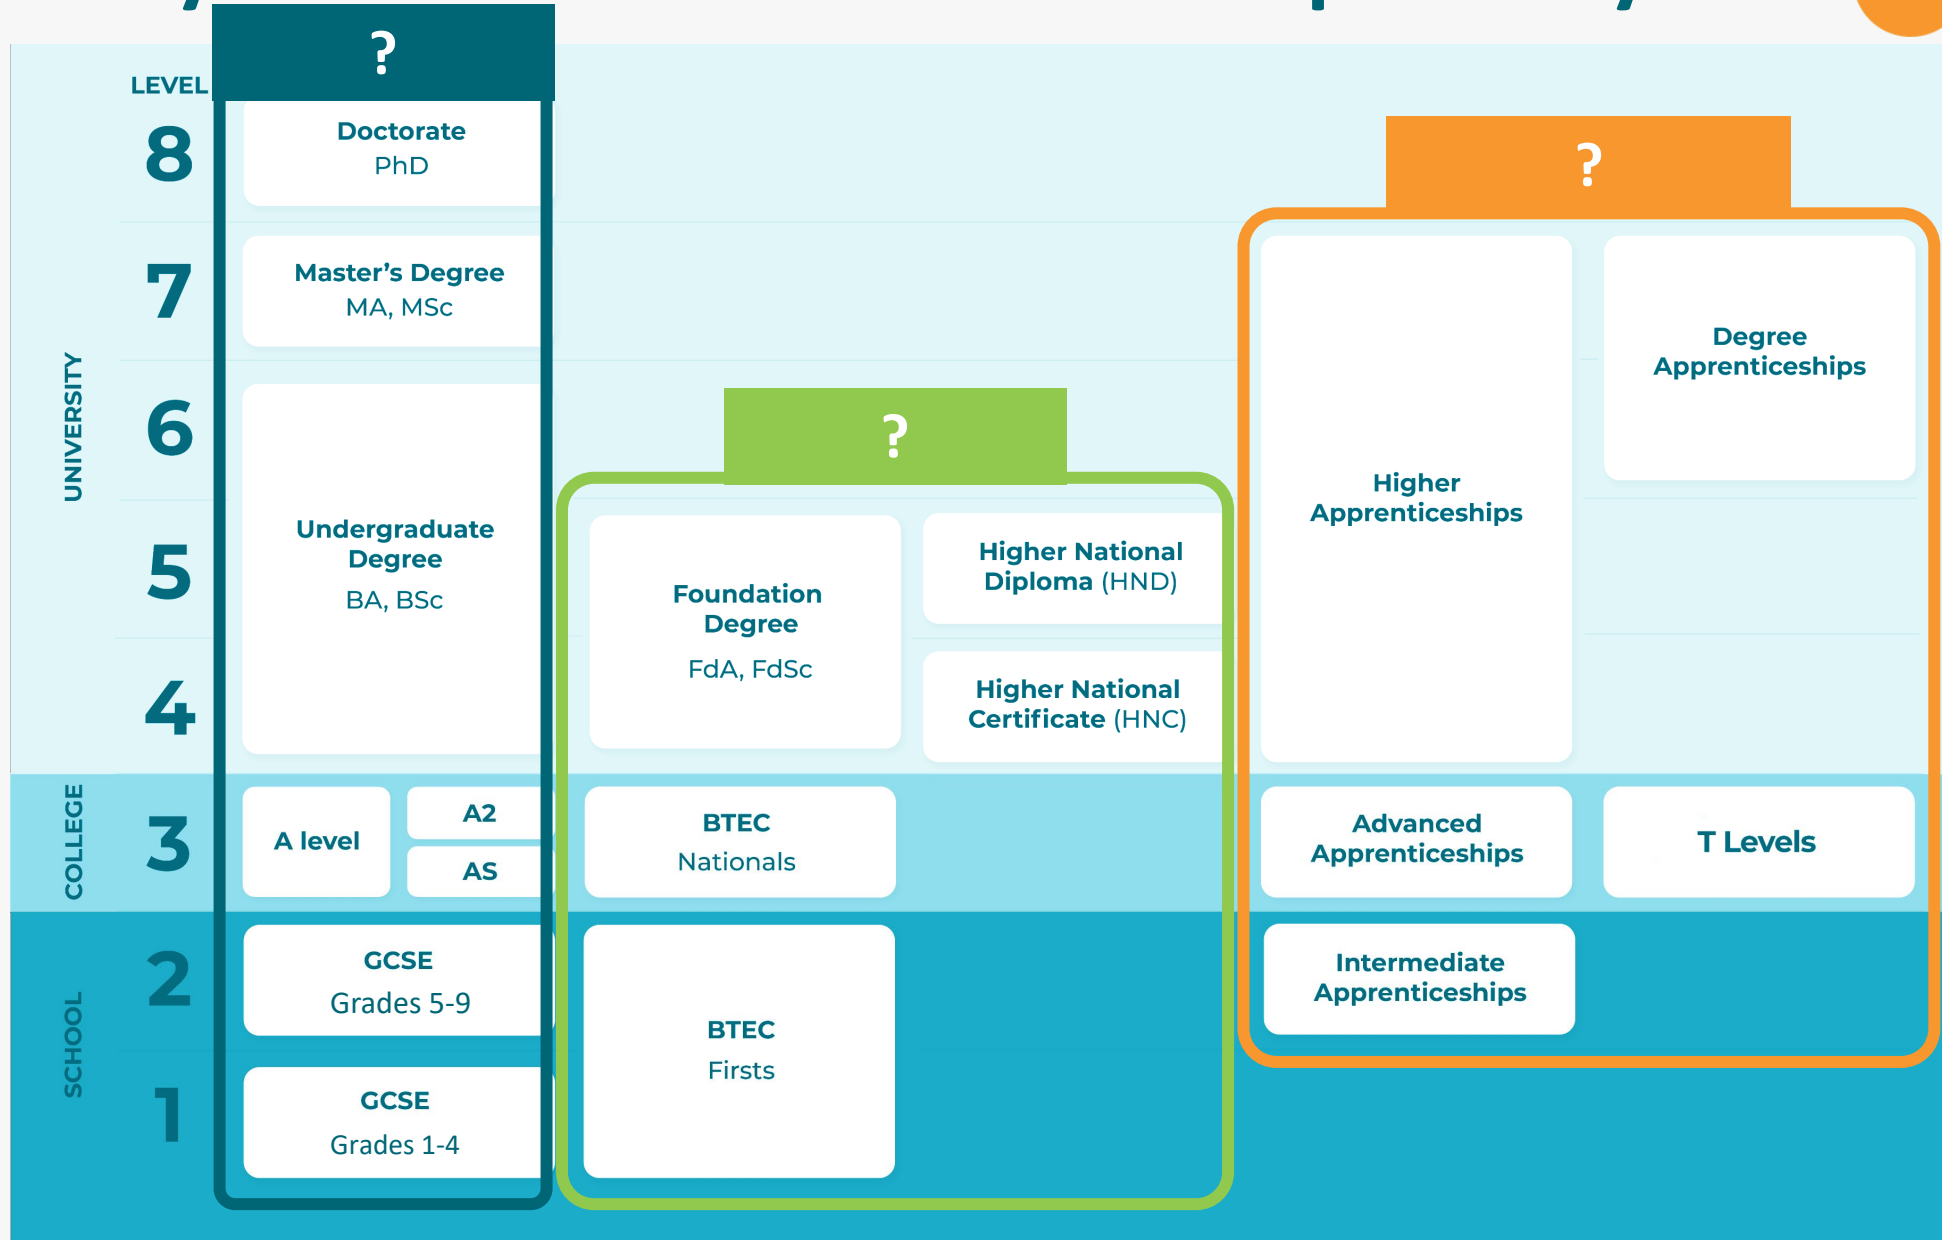 ?
LEVEL
8
Doctorate
PhD
?
7
Master's Degree
MA, MSc
Degree
Apprenticeships
UNIVERSITY
6
?
Higher
Apprenticeships
5
Undergraduate
Degree
BA, BSc
Foundation
Degree
FdA, FdSc
Higher National
Diploma (HND)
4
Higher National
Certificate (HNC)
COLLEGE
3
A level
A2
AS
BTEC
Nationals
Advanced
Apprenticeships
T Levels
SCHOOL
2
GCSE
Grades 5-9
BTEC
Firsts
Intermediate
Apprenticeships
1
GCSE
Grades 1-4